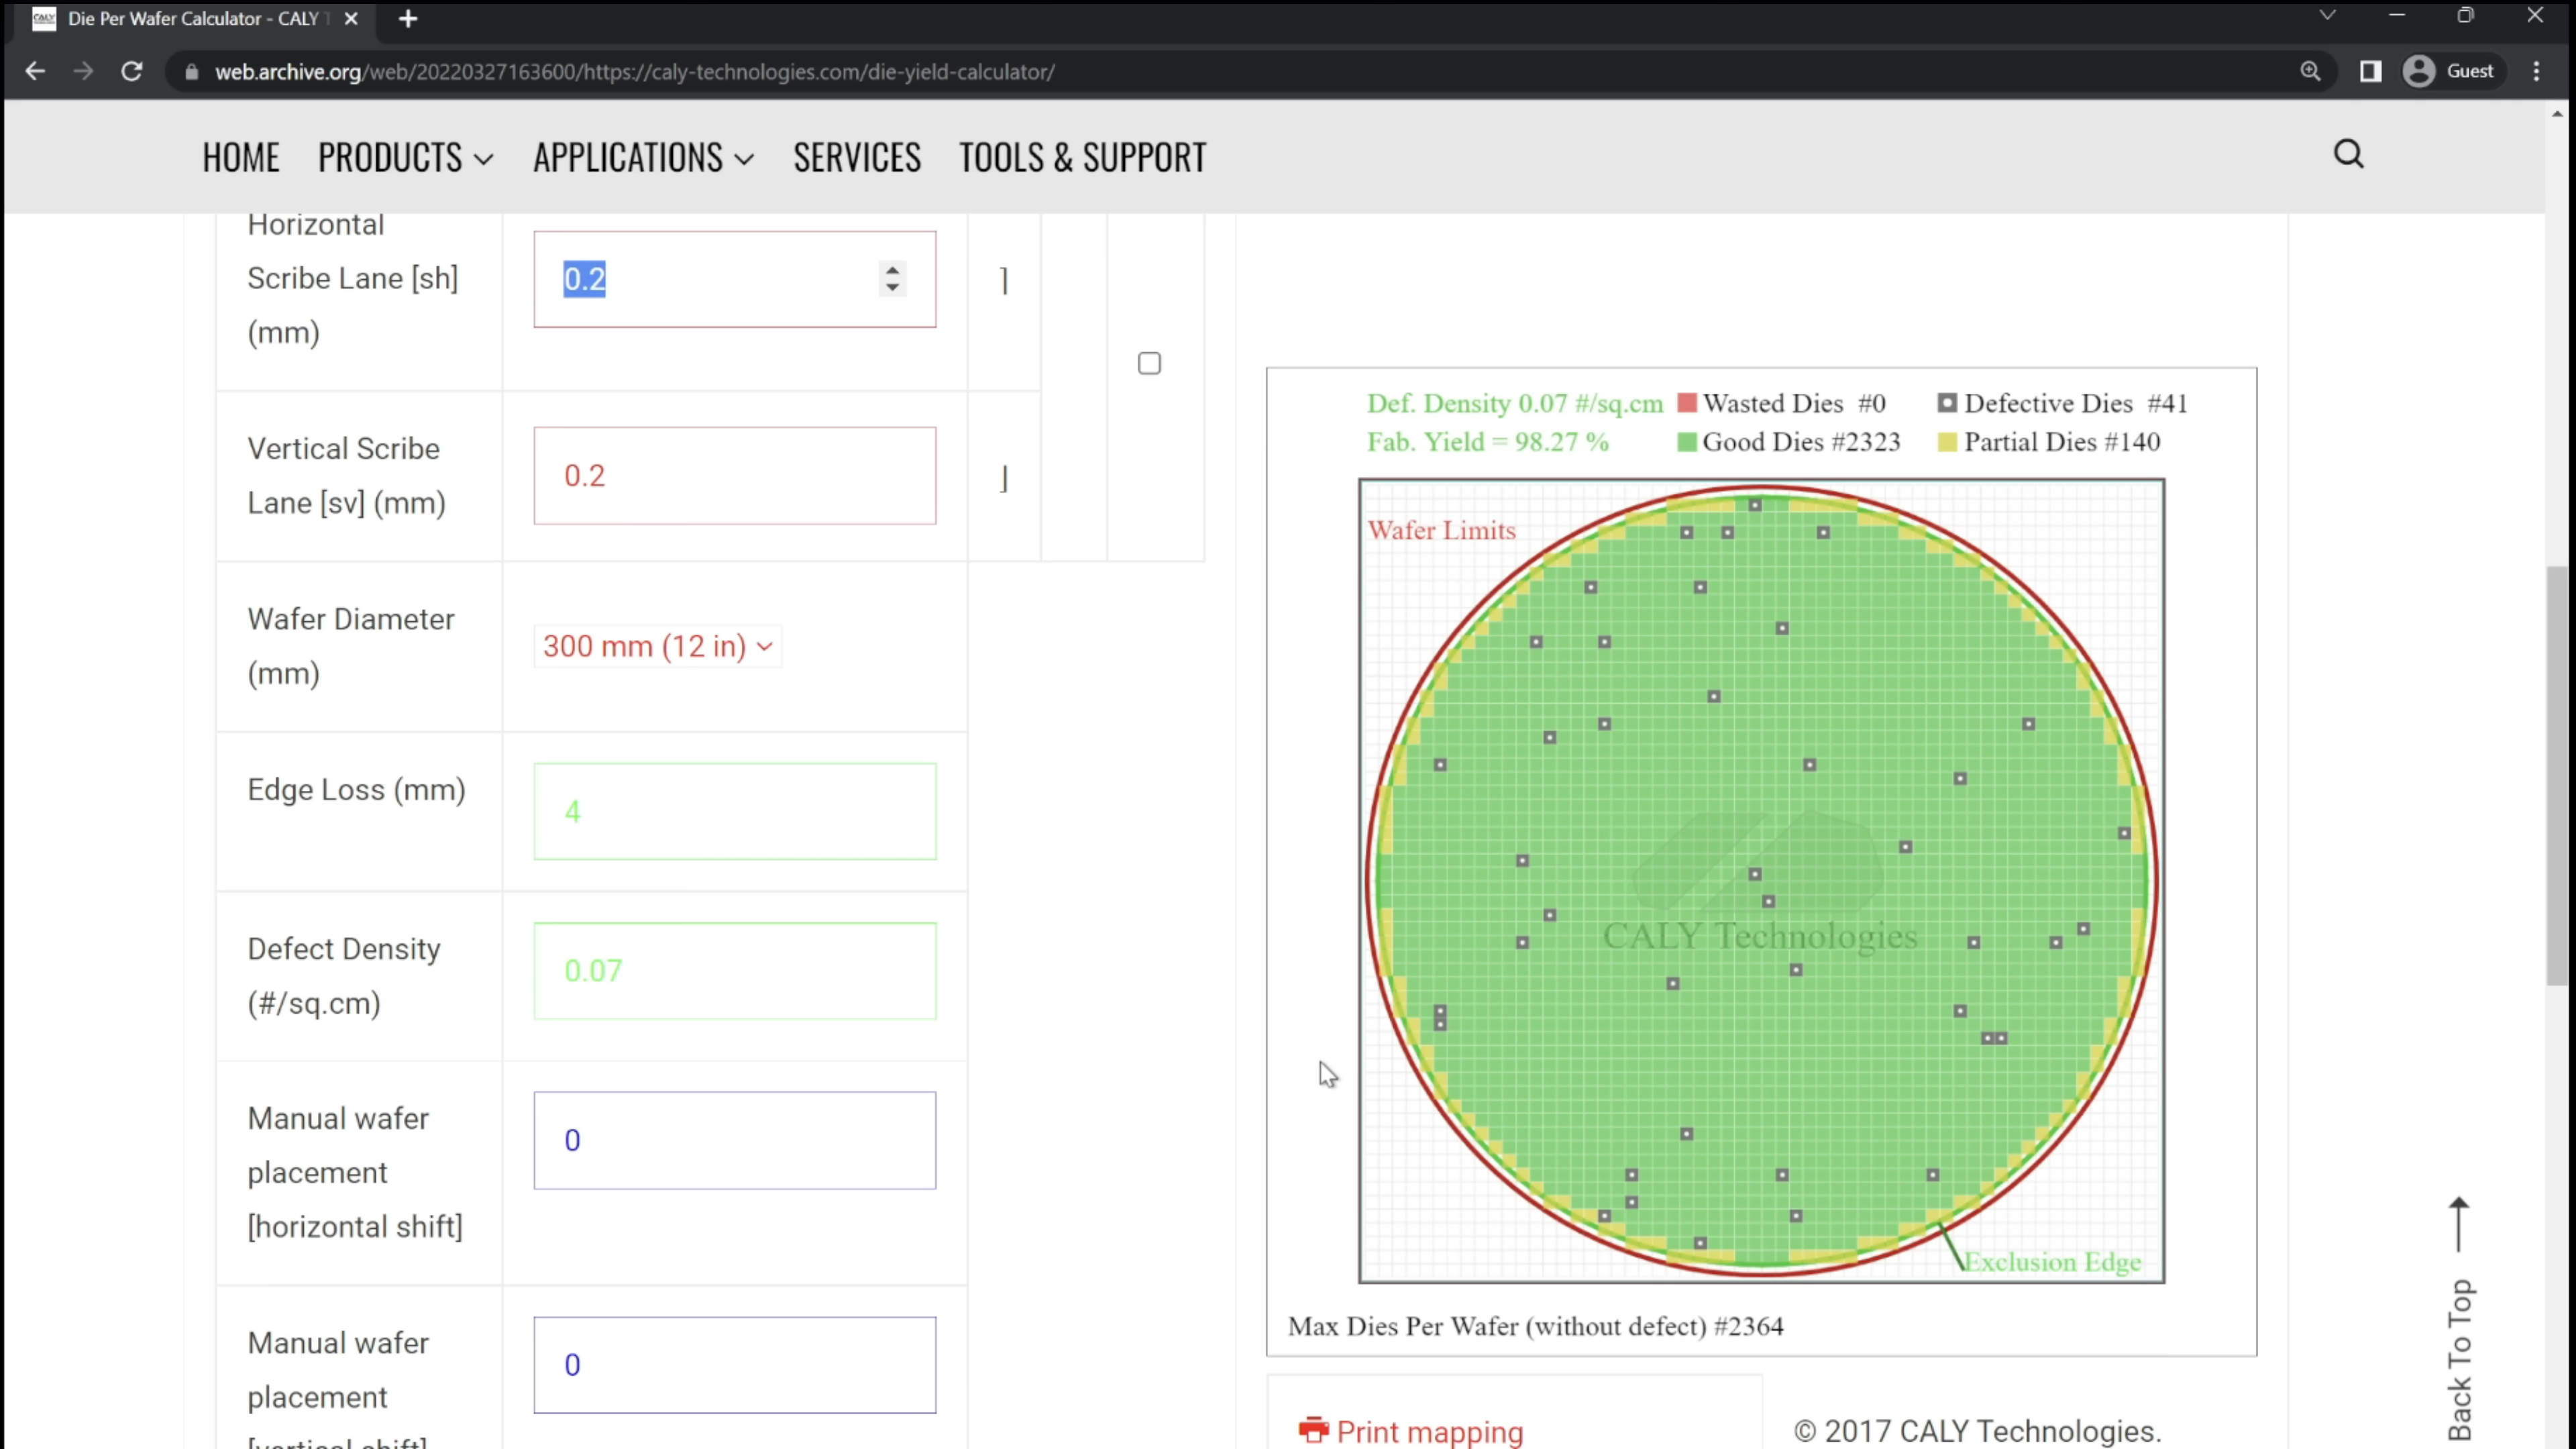 Die Per Wafer Calculator - CALY
web.archive.org/web/20220327163600/https://caly-technologies.com/die-yield-calculator/
Guest
HOME PRODUCTS APPLICATIONS SERVICES TOOLS & SUPPORT
Horizontal
Scribe Lane [sh]
(mm)
0.2
Vertical Scribe
Lane [sv] (mm)
0.2
Wafer Diameter
(mm)
300 mm (12 in)
Edge Loss (mm)
4
Defect Density
(#/sq.cm)
0.07
Manual wafer
placement
[horizontal shift]
0
Manual wafer
placement
[vertical shift]
0
Def. Density 0.07 #/sq.cm Wasted Dies #0 Defective Dies #41
Fab. Yield = 98.27 % Good Dies #2323 Partial Dies #140
Wafer Limits
CALY Technologies
Exclusion Edge
Max Dies Per Wafer (without defect) #2364
Print mapping
© 2017 CALY Technologies.
Back To Top